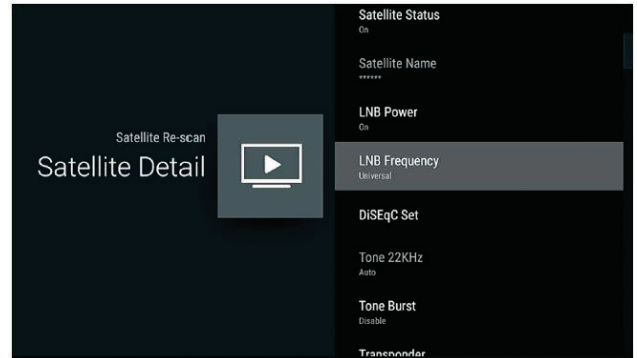 Satellite Re-scan
Satellite Detail
Satellite Status
On
Satellite Name
******
LNB Power
On
LNB Frequency
Universal
DiSEqC Set
Tone 22KHz
Auto
Tone Burst
Disable
Transponder